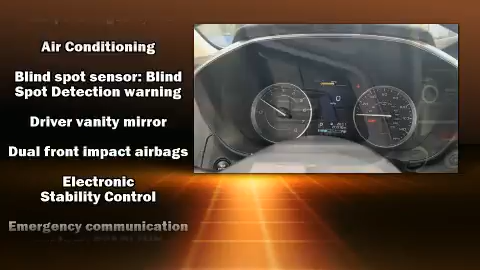 Air Conditioning
Blind spot sensor: Blind
Spot Detection warning
Driver vanity mirror
Dual front impact airbags
Electronic
Stability Control
Emergency communication